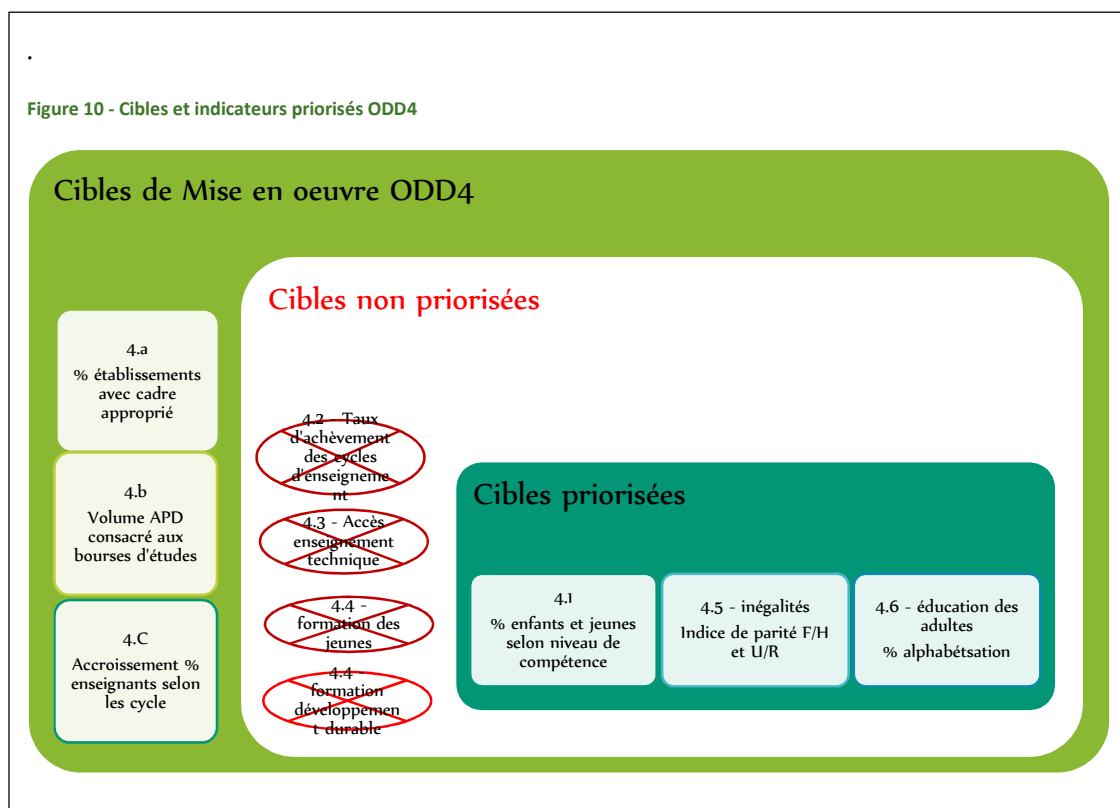 .
Figure 10 - Cibles et indicateurs priorisés ODD4
Cibles de Mise en oeuvre ODD4
4.a
% établissements
avec cadre
approprié
4.b
Volume APD
consacré aux
bourses d'études
4.C
Accroissement %
enseignants selon
les cycle
Cibles non priorisées
4.2 - Taux
d'achèvement
des cycles
d'enseigneme
nt
4.3 - Accès
enseignement
technique
4.4 -
formation des
jeunes
4.4 -
formation
développemen
t durable
Cibles priorisées
4.1
% enfants et jeunes
selon niveau de
compétence
4.5 - inégalités
Indice de parité F/H
et U/R
4.6 - éducation des
adultes
% alphabétsation